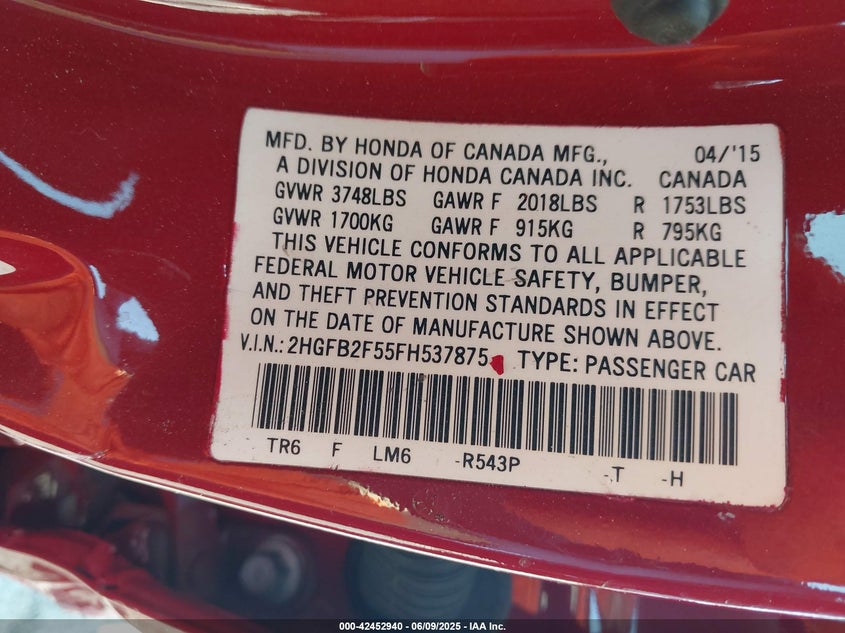 MFD. BY HONDA OF CANADA MFG., 04/'15
A DIVISION OF HONDA CANADA INC. CANADA
GVWR 3748LBS GAWR F 2018LBS R 1753LBS
GVWR 1700KG GAWR F 915KG R 795KG
THIS VEHICLE CONFORMS TO ALL APPLICABLE
FEDERAL MOTOR VEHICLE SAFETY, BUMPER,
AND THEFT PREVENTION STANDARDS IN EFFECT
ON THE DATE OF MANUFACTURE SHOWN ABOVE.
V.I.N.: 2HGFB2F55FH537875 TYPE: PASSENGER CAR
TR6 F LM6 -R543P -T -H
000-42452940 | 06/09/2025 | IAA Inc.